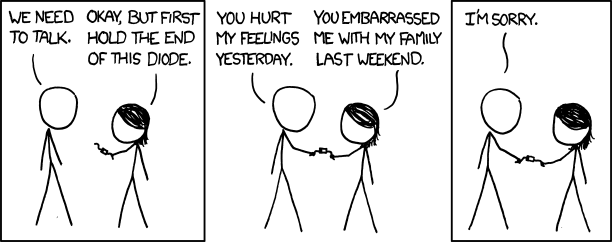 WE NEED
TO TALK.
OKAY, BUT FIRST
HOLD THE END
OF THIS DIODE.
YOU HURT
MY FEELINGS
YESTERDAY.
YOU EMBARRASSED
ME WITH MY FAMILY
LAST WEEKEND.
I'M SORRY.